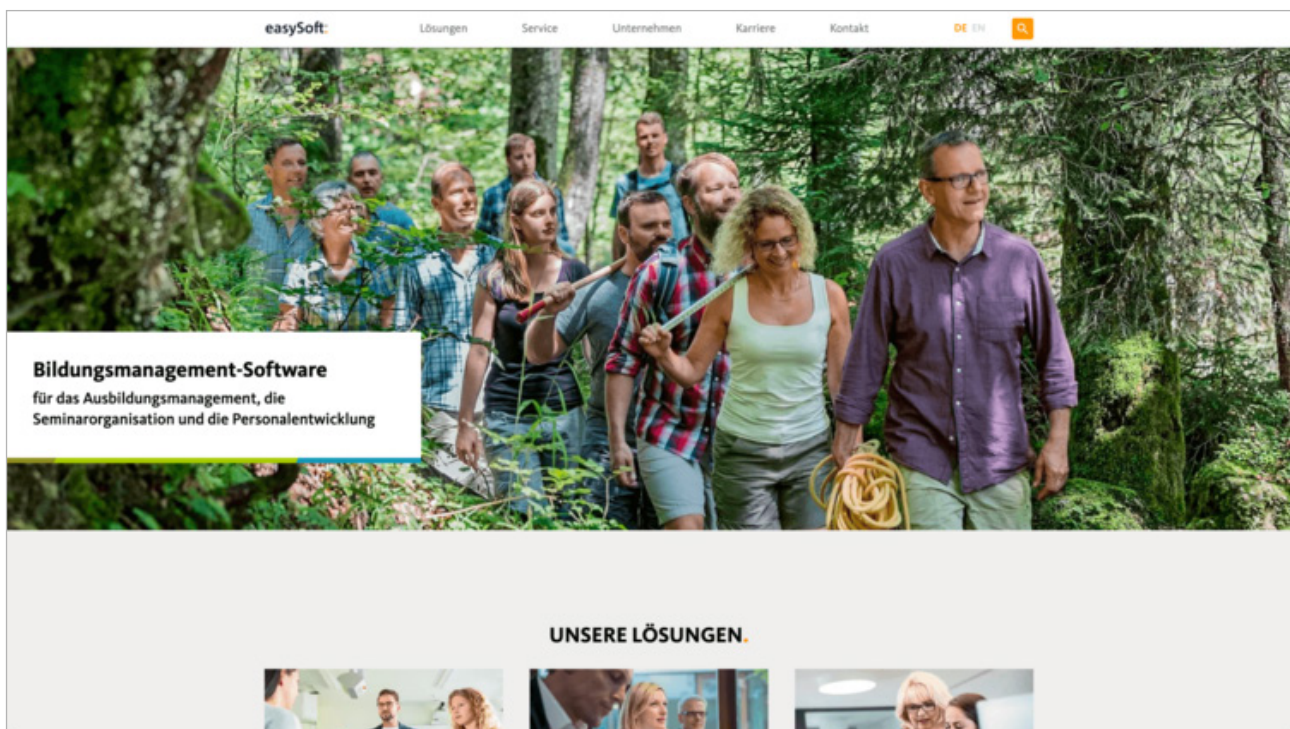 easySoft:
Lösungen
Service
Unternehmen
Karriere
Kontakt
DE EN
Bildungsmanagement-Software
für das Ausbildungsmanagement, die
Seminarorganisation und die Personalentwicklung
UNSERE LÖSUNGEN.